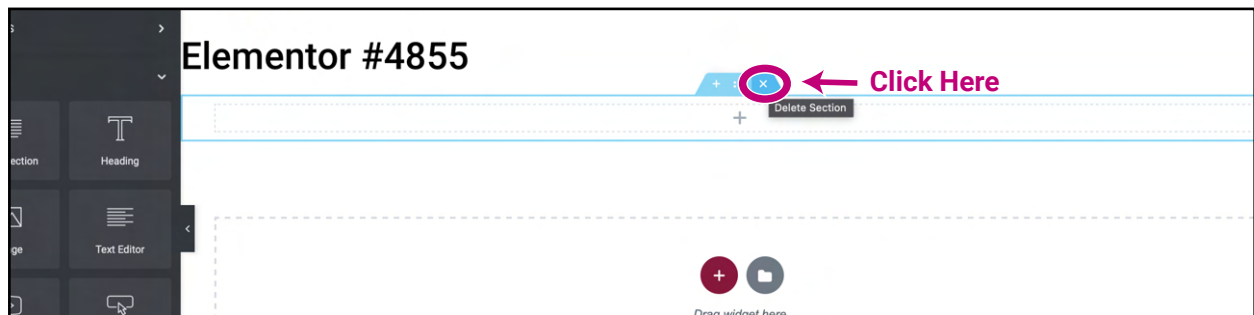 Elementor #4855
Click Here
Delete Section
ection
Heading
ge
Text Editor
Drag widget here